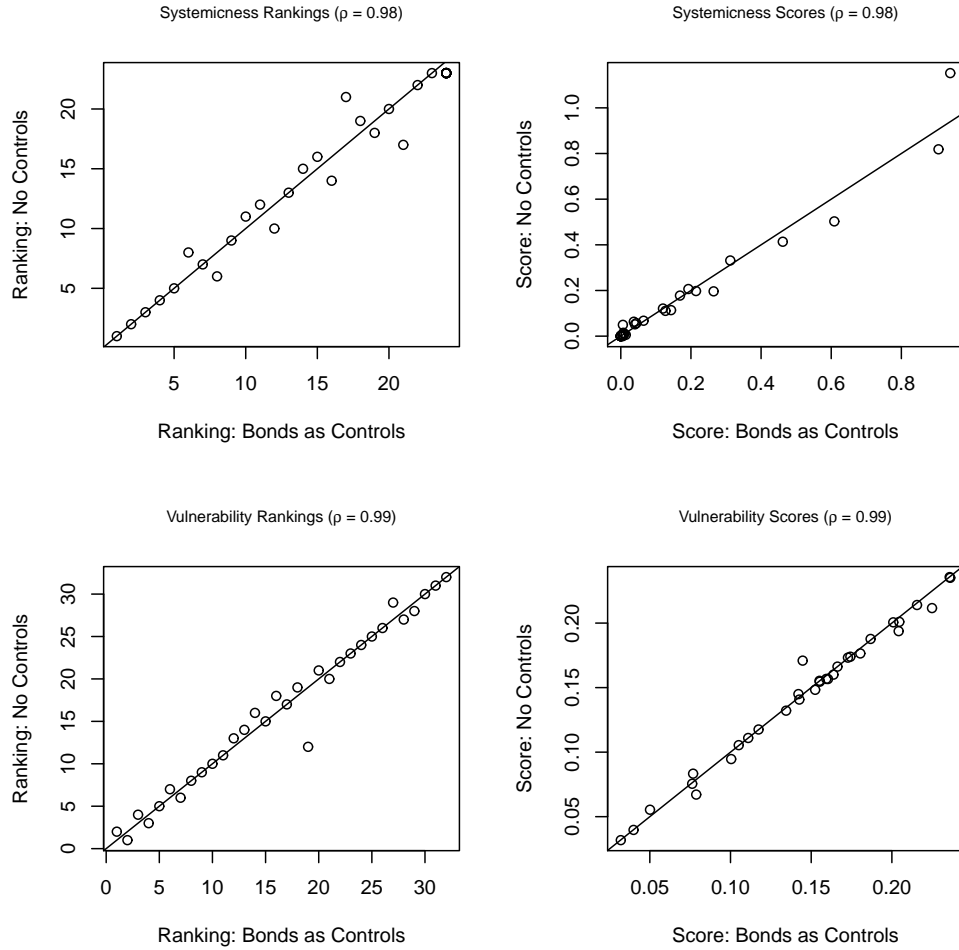 Systemicness Rankings (ρ = 0.98)
Ranking: No Controls
20
15
10
5
5 10 15 20
Ranking: Bonds as Controls
Systemicness Scores (ρ = 0.98)
Score: No Controls
1.0
0.8
0.6
0.4
0.2
0.0
0.0 0.2 0.4 0.6 0.8
Score: Bonds as Controls
Vulnerability Rankings (ρ = 0.99)
Ranking: No Controls
30
25
20
15
10
5
0
0 5 10 15 20 25 30
Ranking: Bonds as Controls
Vulnerability Scores (ρ = 0.99)
Score: No Controls
0.20
0.15
0.10
0.05
0.05 0.10 0.15 0.20
Score: Bonds as Controls